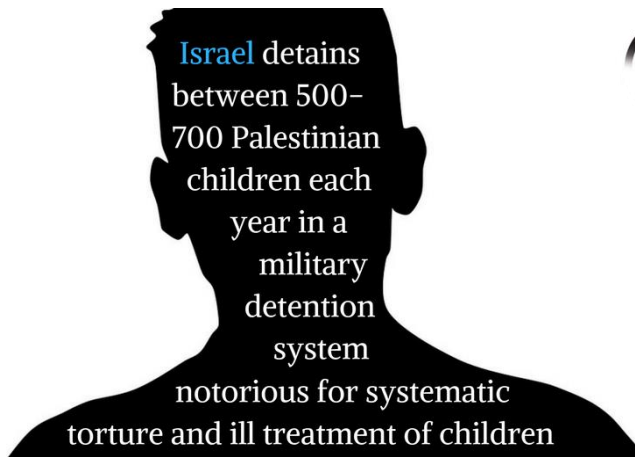 Israel detains
between 500-
700 Palestinian
children each
year in a
military
detention
system
notorious for systematic
torture and ill treatment of children